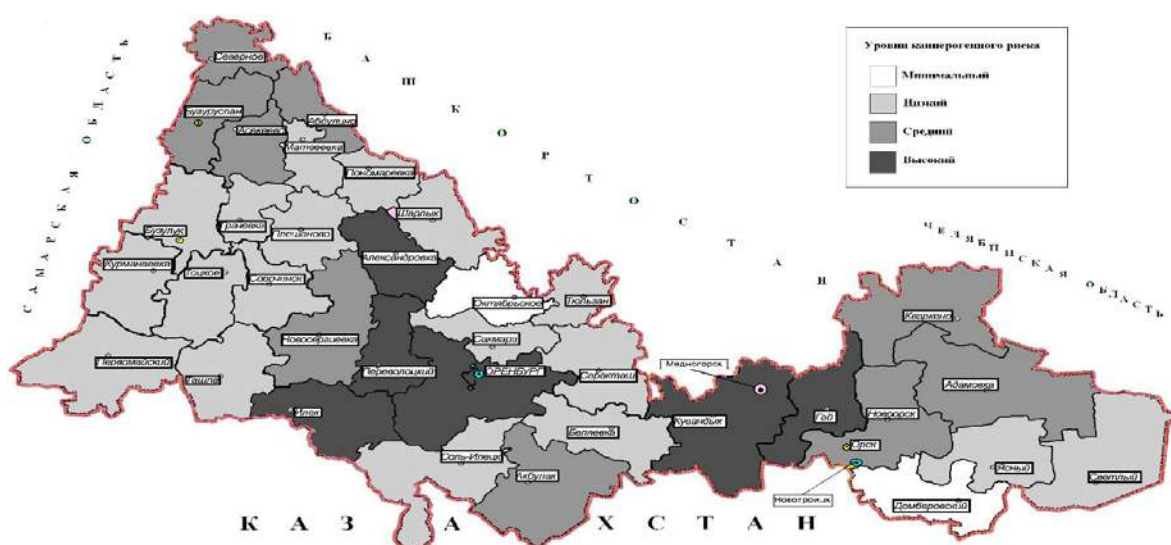 Уровни канцерогенного риска
Минимальный
Низкий
Средний
Высокий
САМАРСКАЯ ОБЛАСТЬ
БАШКОРТОСТАН
ЧЕЛЯБИНСКАЯ ОБЛАСТЬ
КАЗАХСТАН
Северное
Бугуруслан
Асекеево
Абдулино
Матвеевка
Пономаревка
Шарлык
Грачевка
Плешаново
Бузулук
Александровка
Курманаевка
Тоцкое
Сорочинск
Октябрьское
Тюльган
Новосергиевка
Сакмара
Первомайский
Ташла
Переволоцкий
ОРЕНБУРГ
Саракташ
Медногорск
Кувандык
Гай
Илек
Беляевка
Соль-Илецк
Акбулак
Кваркено
Адамовка
Новоорск
Орск
Новотроицк
Ясный
Светлый
Домбаровский